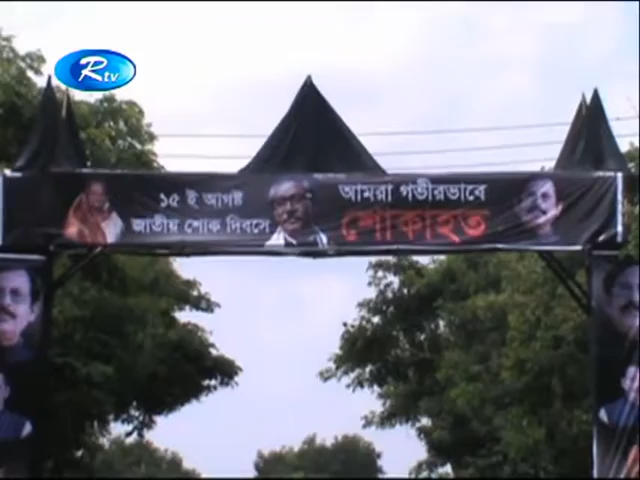 Rtv
১৫ ই আগষ্ট
জাতীয় শোক দিবসে
আমরা গভীরভাবে
শোকাহত